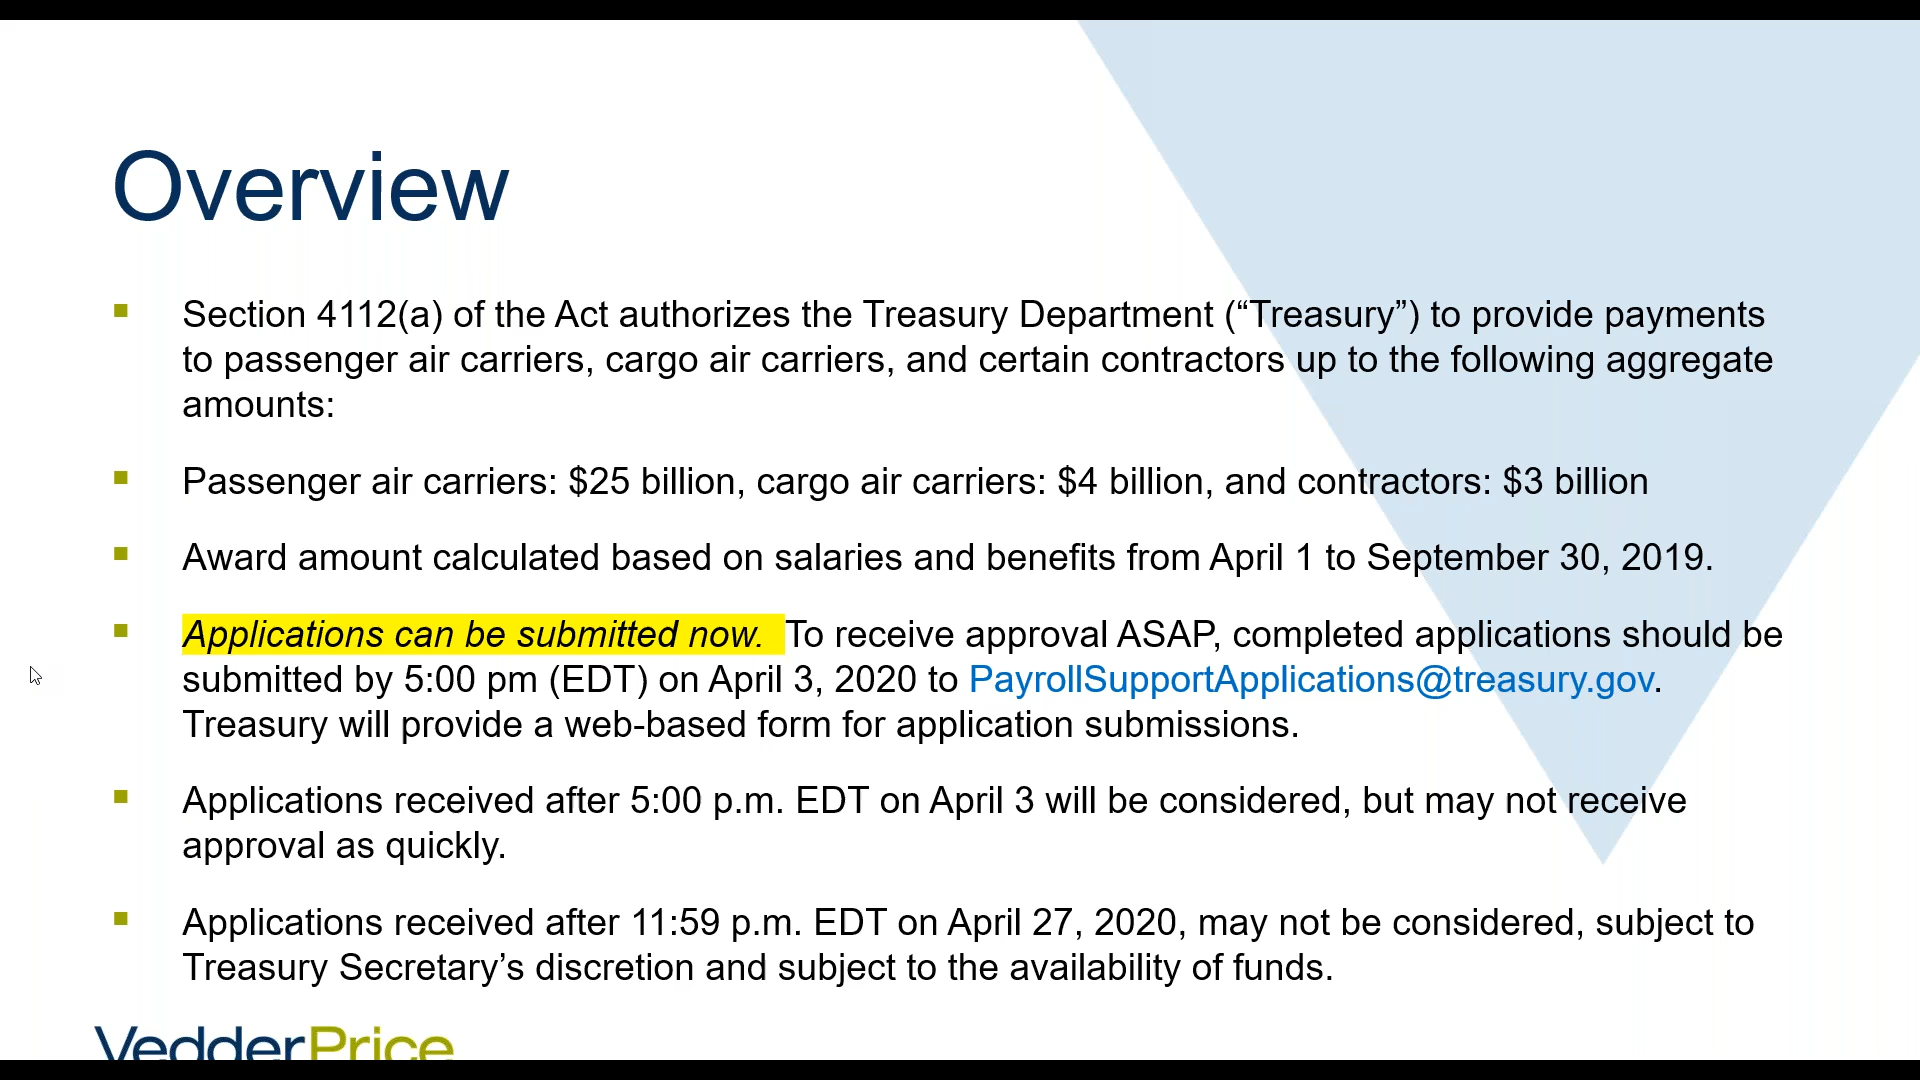 Overview
Section 4112(a) of the Act authorizes the Treasury Department (“Treasury”) to provide payments
to passenger air carriers, cargo air carriers, and certain contractors up to the following aggregate
amounts:
Passenger air carriers: $25 billion, cargo air carriers: $4 billion, and contractors: $3 billion
Award amount calculated based on salaries and benefits from April 1 to September 30, 2019.
Applications can be submitted now. To receive approval ASAP, completed applications should be
submitted by 5:00 pm (EDT) on April 3, 2020 to PayrollSupportApplications@treasury.gov.
Treasury will provide a web-based form for application submissions.
Applications received after 5:00 p.m. EDT on April 3 will be considered, but may not receive
approval as quickly.
Applications received after 11:59 p.m. EDT on April 27, 2020, may not be considered, subject to
Treasury Secretary’s discretion and subject to the availability of funds.
VedderPrice